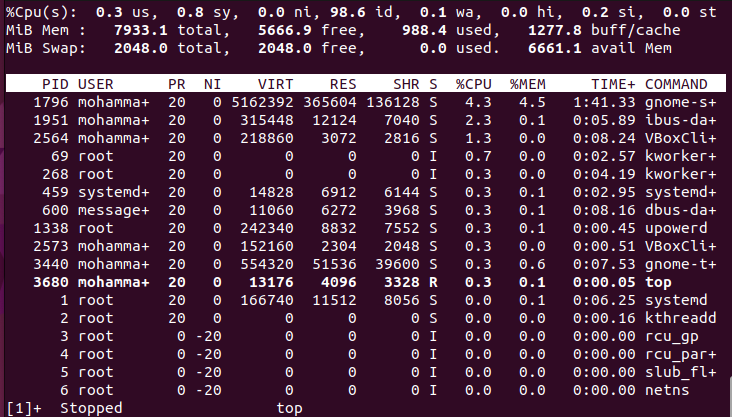 %Cpu(s):  0.3 us,  0.8 sy,  0.0 ni, 98.6 id,  0.1 wa,  0.0 hi,  0.2 si,  0.0 st
MiB Mem :   7933.1 total,   5666.9 free,    988.4 used,   1277.8 buff/cache
MiB Swap:   2048.0 total,   2048.0 free,      0.0 used.   6661.1 avail Mem
    PID USER      PR  NI    VIRT    RES    SHR S  %CPU  %MEM     TIME+ COMMAND
   1796 mohamma+  20   0 5162392 365604 136128 S   4.3   4.5   1:41.33 gnome-s+
   1951 mohamma+  20   0  315448  12124   7040 S   2.3   0.1   0:05.89 ibus-da+
   2564 mohamma+  20   0  218860   3072   2816 S   1.3   0.0   0:08.24 VBoxCli+
     69 root      20   0       0      0      0 I   0.7   0.0   0:02.57 kworker+
    268 root      20   0       0      0      0 I   0.3   0.0   0:04.19 kworker+
    459 systemd+  20   0   14828   6912   6144 S   0.3   0.1   0:02.95 systemd+
    600 message+  20   0   11060   6272   3968 S   0.3   0.1   0:08.16 dbus-da+
   1338 root      20   0  242340   8832   7552 S   0.3   0.1   0:00.45 upowerd
   2573 mohamma+  20   0  152160   2304   2048 S   0.3   0.0   0:00.51 VBoxCli+
   3440 mohamma+  20   0  554320  51536  39600 S   0.3   0.6   0:07.53 gnome-t+
   3680 mohamma+  20   0   13176   4096   3328 R   0.3   0.1   0:00.05 top
      1 root      20   0  166740  11512   8056 S   0.0   0.1   0:06.25 systemd
      2 root      20   0       0      0      0 S   0.0   0.0   0:00.16 kthreadd
      3 root       0 -20       0      0      0 I   0.0   0.0   0:00.00 rcu_gp
      4 root       0 -20       0      0      0 I   0.0   0.0   0:00.00 rcu_par+
      5 root       0 -20       0      0      0 I   0.0   0.0   0:00.00 slub_fl+
      6 root       0 -20       0      0      0 I   0.0   0.0   0:00.00 netns
[1]+  Stopped                 top